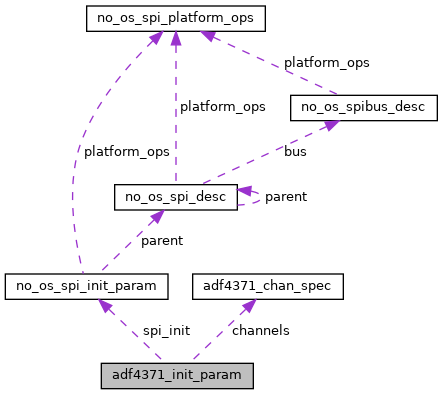 no_os_spi_platform_ops
platform_ops
no_os_spibus_desc
platform_ops
platform_ops
bus
no_os_spi_desc
parent
parent
no_os_spi_init_param
adf4371_chan_spec
spi_init
channels
adf4371_init_param